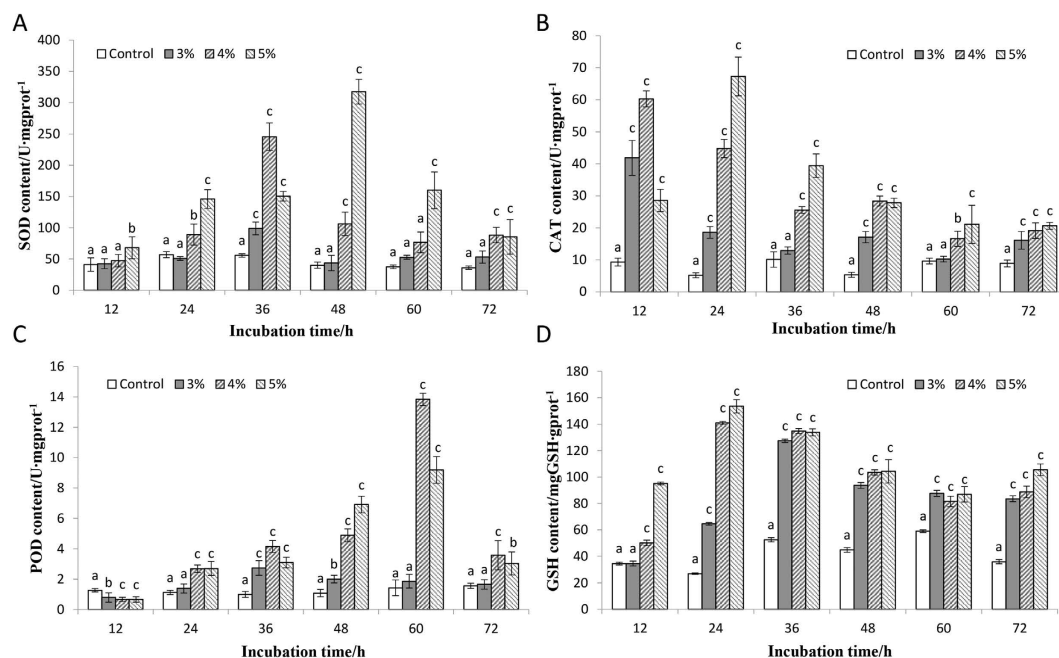 A
SOD content/U·mgprot⁻¹
400
350
300
250
200
150
100
50
0
Control 3% 4% 5%
a a a b
a a b c
a c c c
a a c c
a a a c
a a c c
12 24 36 48 60 72
Incubation time/h
B
CAT content/U·mgprot⁻¹
80
70
60
50
40
30
20
10
0
Control 3% 4% 5%
a c c c
a c c c
a a c c
a c c c
a a b c
a c c c
12 24 36 48 60 72
Incubation time/h
C
POD content/U·mgprot⁻¹
16
14
12
10
8
6
4
2
0
Control 3% 4% 5%
a b c c
a a c c
a c c c
a b c c
a a c c
a a c b
12 24 36 48 60 72
Incubation time/h
D
GSH content/mgGSH·gprot⁻¹
180
160
140
120
100
80
60
40
20
0
Control 3% 4% 5%
a a c c
a c c c
a c c c
a c c c
a c c c
a c c c
12 24 36 48 60 72
Incubation time/h